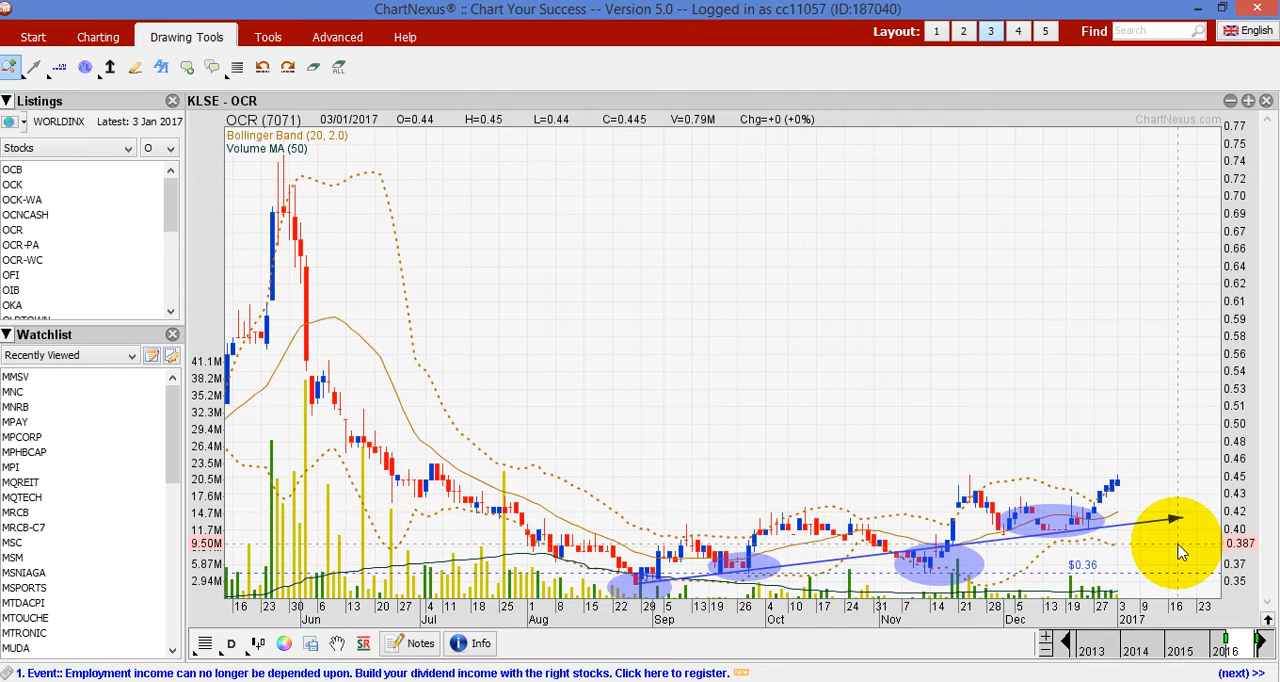 ChartNexus® :: Chart Your Success -- Version 5.0 -- Logged in as cc11057 (ID:187040)
Start Charting Drawing Tools Tools Advanced Help Layout: 1 2 3 4 5 Find Search English
ALL
Listings
KLSE - OCR
WORLDINX Latest: 3 Jan 2017
OCR (7071) 03/01/2017 O=0.44 H=0.45 L=0.44 C=0.445 V=0.79M Chg=+0 (+0%)
ChartNexus.com
Bollinger Band (20, 2.0)
Volume MA (50)
Stocks O
OCB
OCK
OCK-WA
OCNCASH
OCR
OCR-PA
OCR-WC
OFI
OIB
OKA
Watchlist
Recently Viewed
MMSV
MNC
MNRB
MPAY
MPCORP
MPHBCAP
MPI
MQREIT
MQTECH
MRCB
MRCB-C7
MSC
MSM
MSNIAGA
MSPORTS
MTDACPI
MTOUCHE
MTRONIC
MUDA
41.1M
38.2M
35.2M
32.3M
29.4M
26.4M
23.5M
20.5M
17.6M
14.7M
11.7M
9.50M
5.87M
2.94M
0.77
0.75
0.74
0.72
0.70
0.69
0.67
0.66
0.64
0.62
0.61
0.59
0.58
0.56
0.54
0.53
0.51
0.50
0.48
0.46
0.45
0.43
0.42
0.40
0.387
0.37
0.35
$0.36
16 23 30 6 13 20 27 4 11 18 25 1 8 15 22 29 5 13 19 26 4 10 17 24 31 7 14 21 28 5 13 19 27 3 9 16 23
Jun Jul Aug Sep Oct Nov Dec 2017
D SR Notes Info
2013 2014 2015 2016
1. Event:: Employment income can no longer be depended upon. Build your dividend income with the right stocks. Click here to register. NEW (next) >>